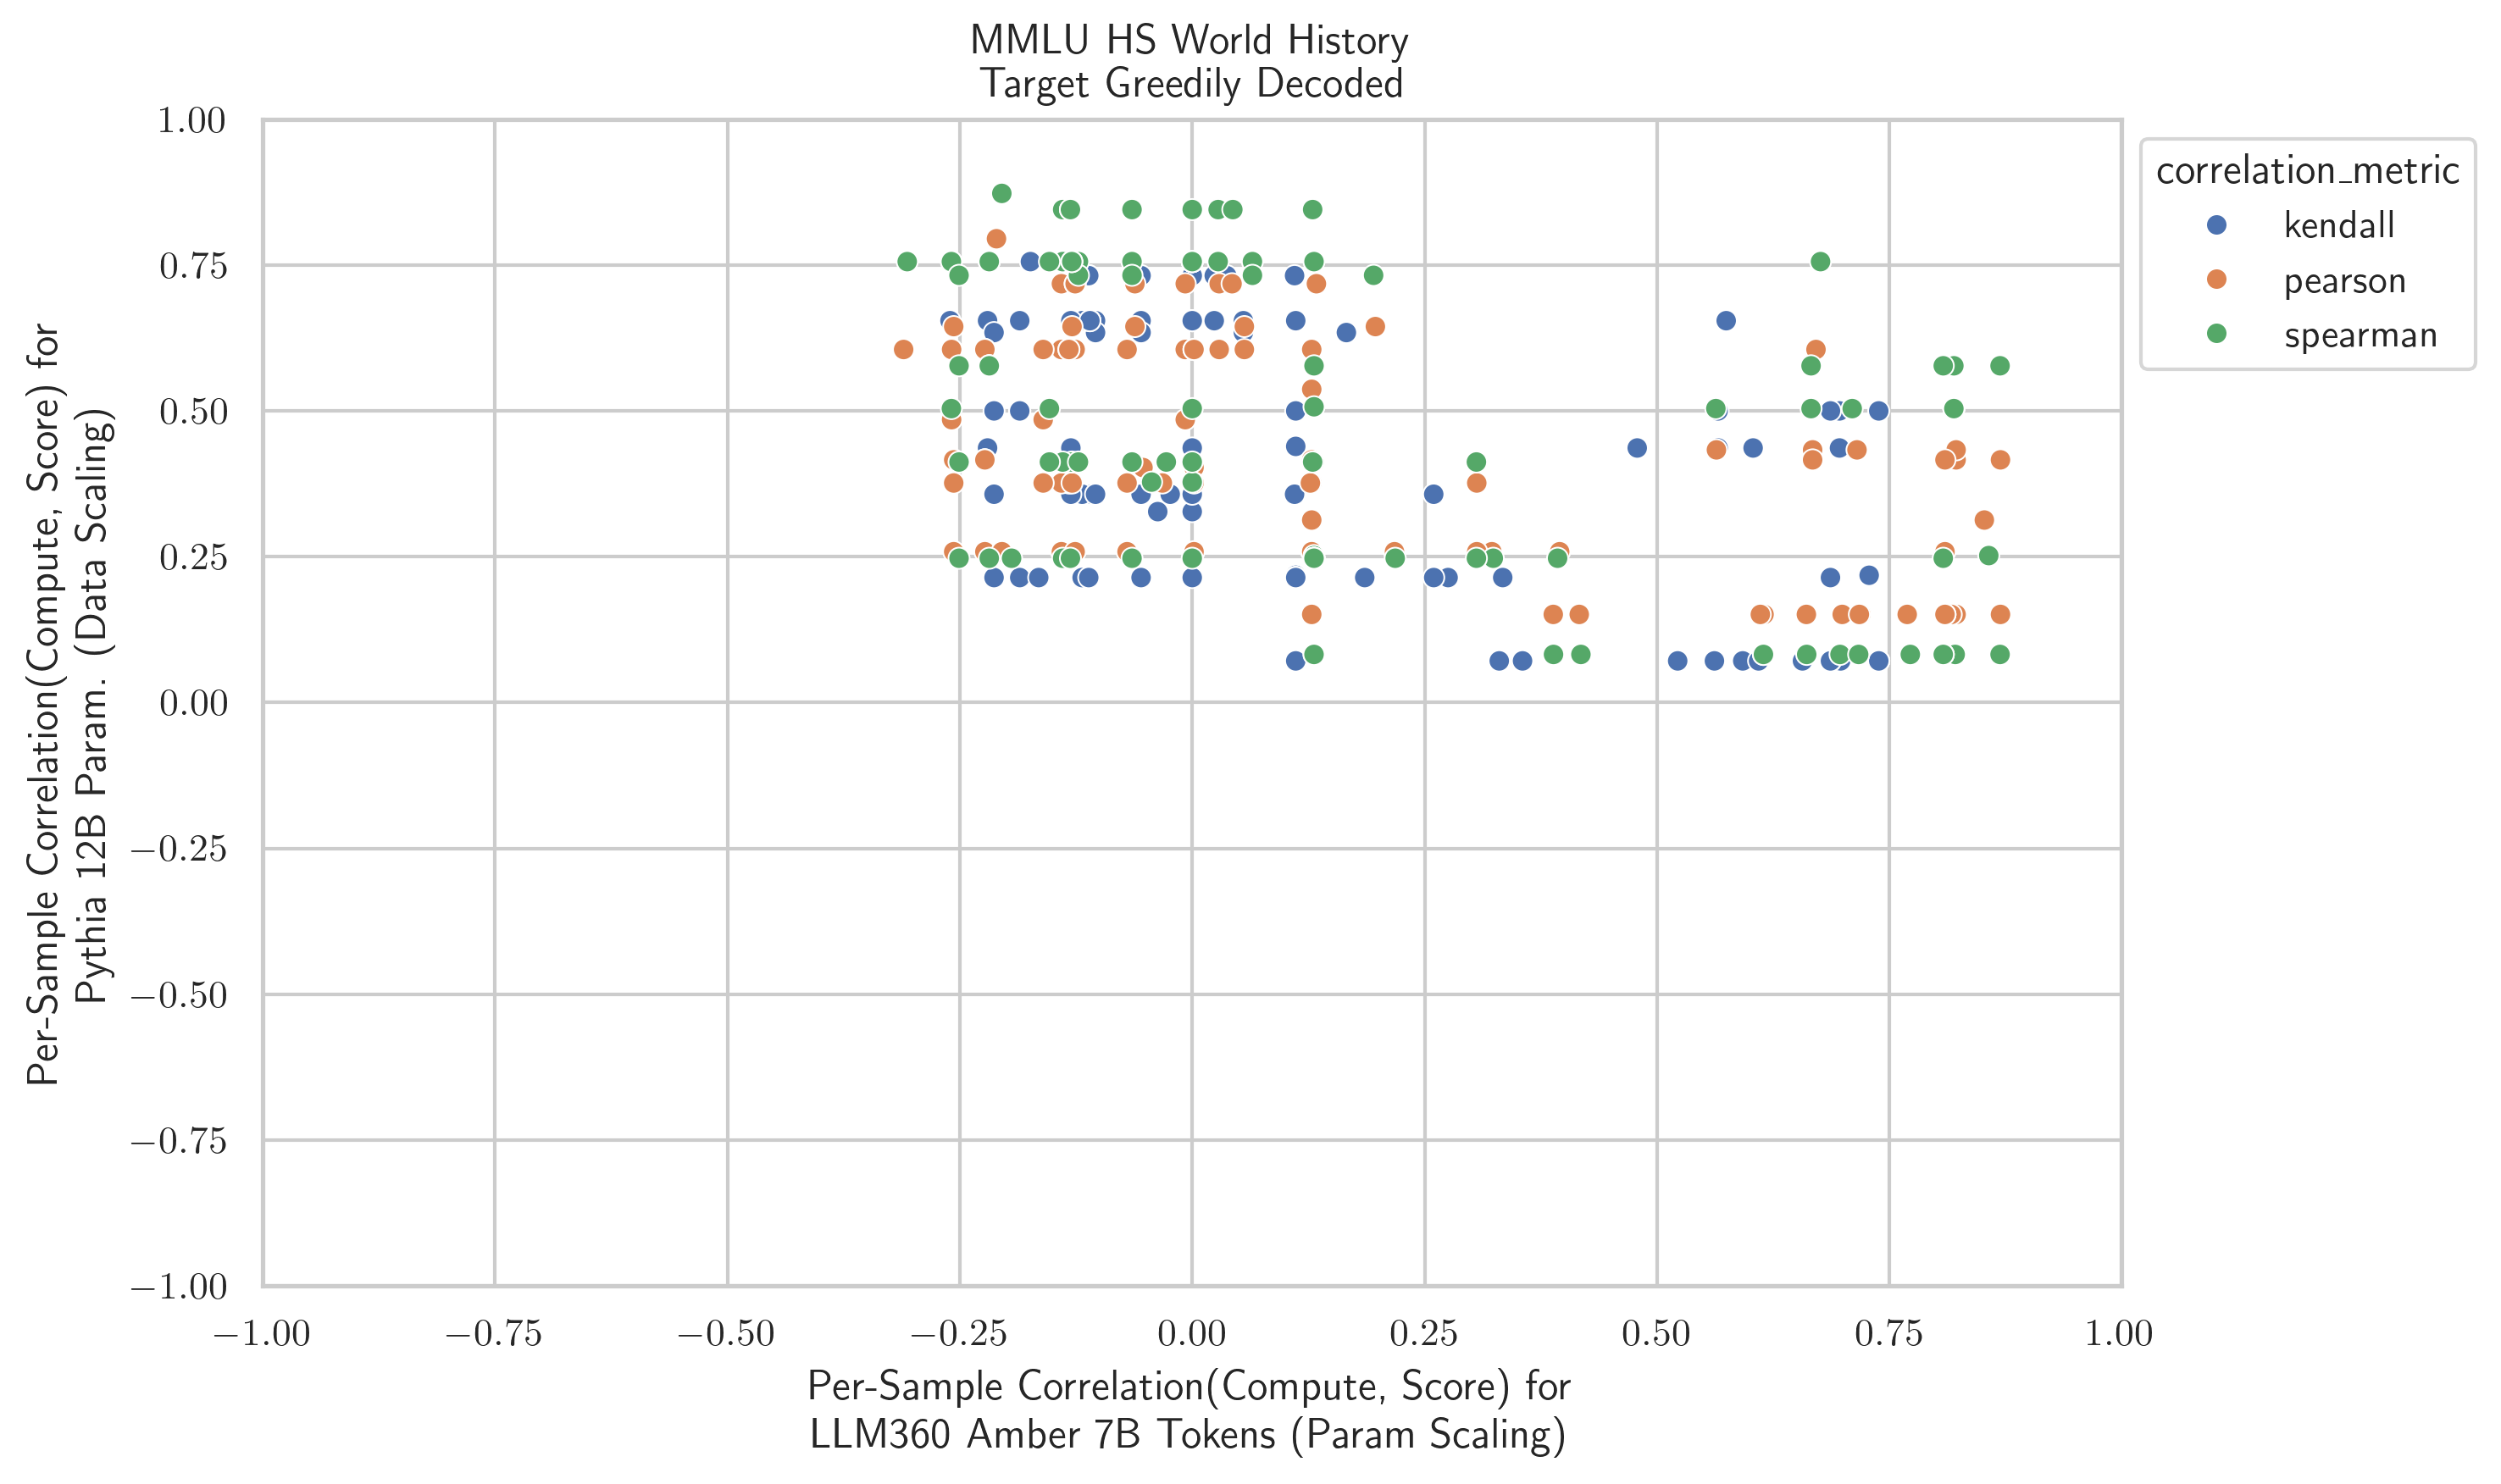 MMLU HS World History
Target Greedily Decoded
1.00
0.75
0.50
0.25
0.00
−0.25
−0.50
−0.75
−1.00
Per-Sample Correlation(Compute, Score) for
Pythia 12B Param. (Data Scaling)
−1.00
−0.75
−0.50
−0.25
0.00
0.25
0.50
0.75
1.00
Per-Sample Correlation(Compute, Score) for
LLM360 Amber 7B Tokens (Param Scaling)
correlation_metric
kendall
pearson
spearman